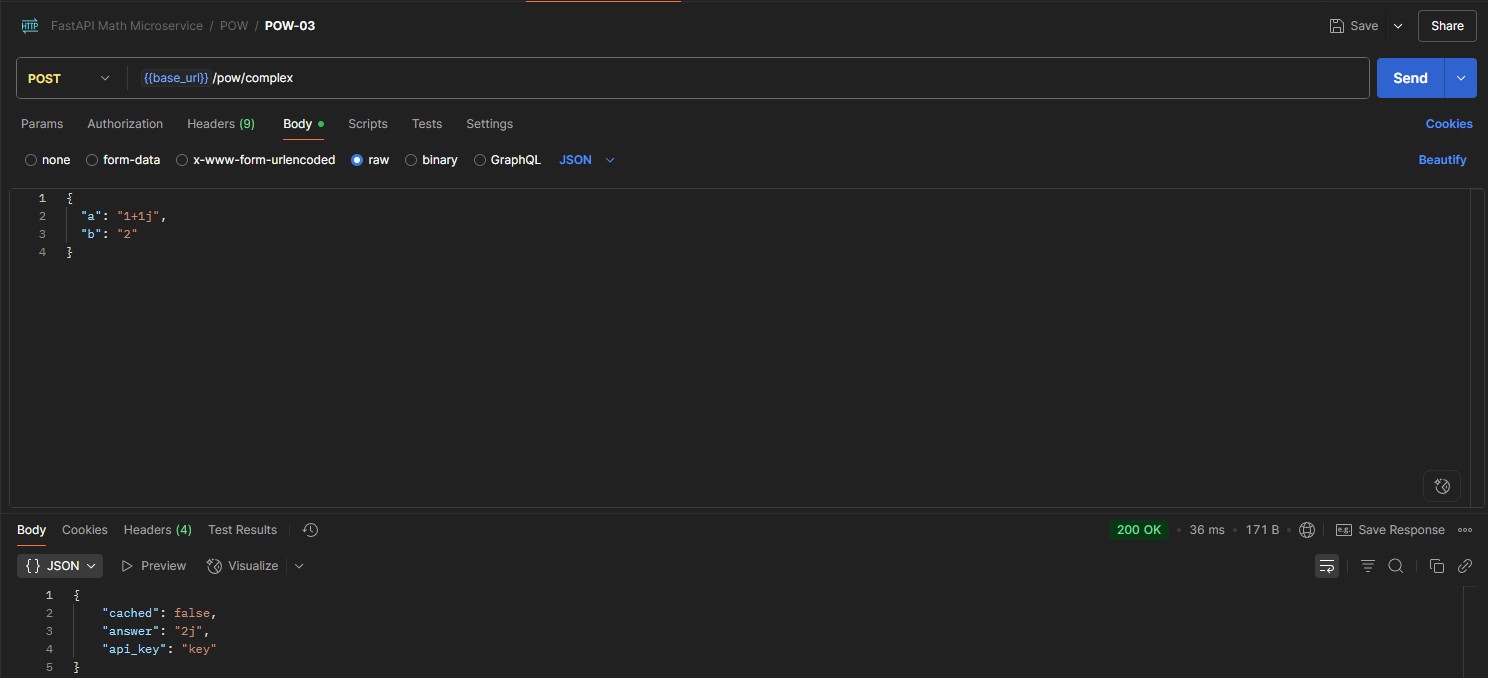 HTTP FastAPI Math Microservice / POW / POW-03 Save Share
POST {{base_url}} /pow/complex Send
Params Authorization Headers (9) Body Scripts Tests Settings Cookies
none form-data x-www-form-urlencoded raw binary GraphQL JSON Beautify
1 {
2 "a": "1+1j",
3 "b": "2"
4 }
Body Cookies Headers (4) Test Results 200 OK • 36 ms • 171 B • e.g. Save Response
{} JSON Preview Visualize
1 {
2 "cached": false,
3 "answer": "2j",
4 "api_key": "key"
5 }